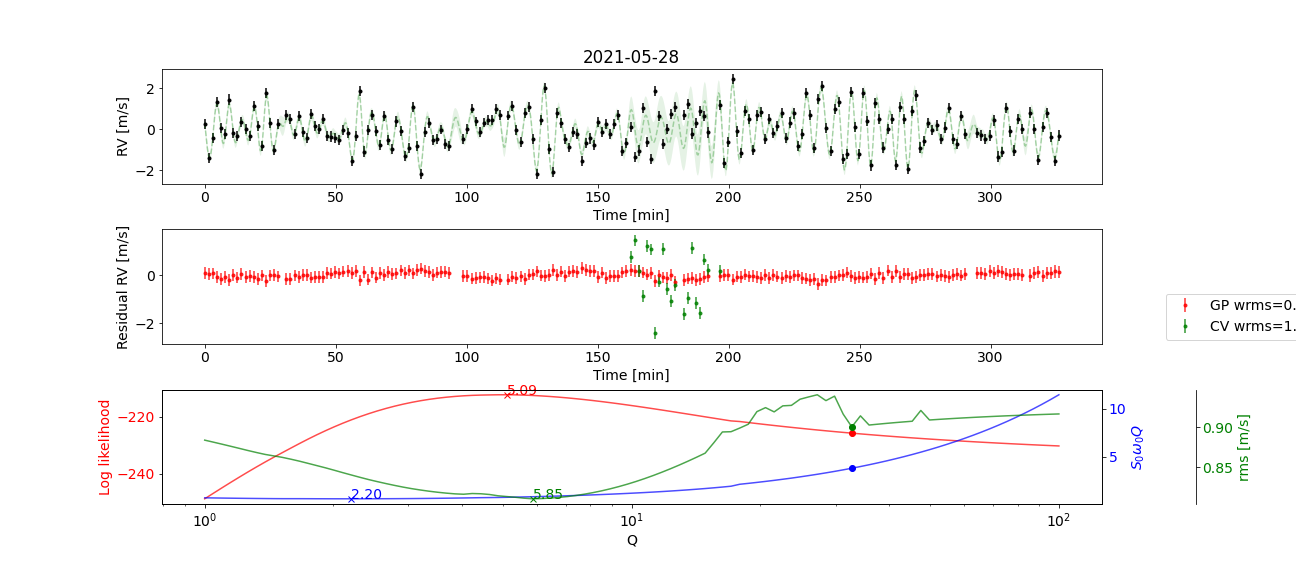 2021-05-28
RV [m/s]
2
0
−2
0 50 100 150 200 250 300
Time [min]
Residual RV [m/s]
0
−2
0 50 100 150 200 250 300
Time [min]
GP wrms=0.
CV wrms=1.
Log likelihood
−220
−240
5.09
2.20
5.85
10
5
S₀ω₀Q
0.90
0.85
rms [m/s]
10⁰ 10¹ 10²
Q